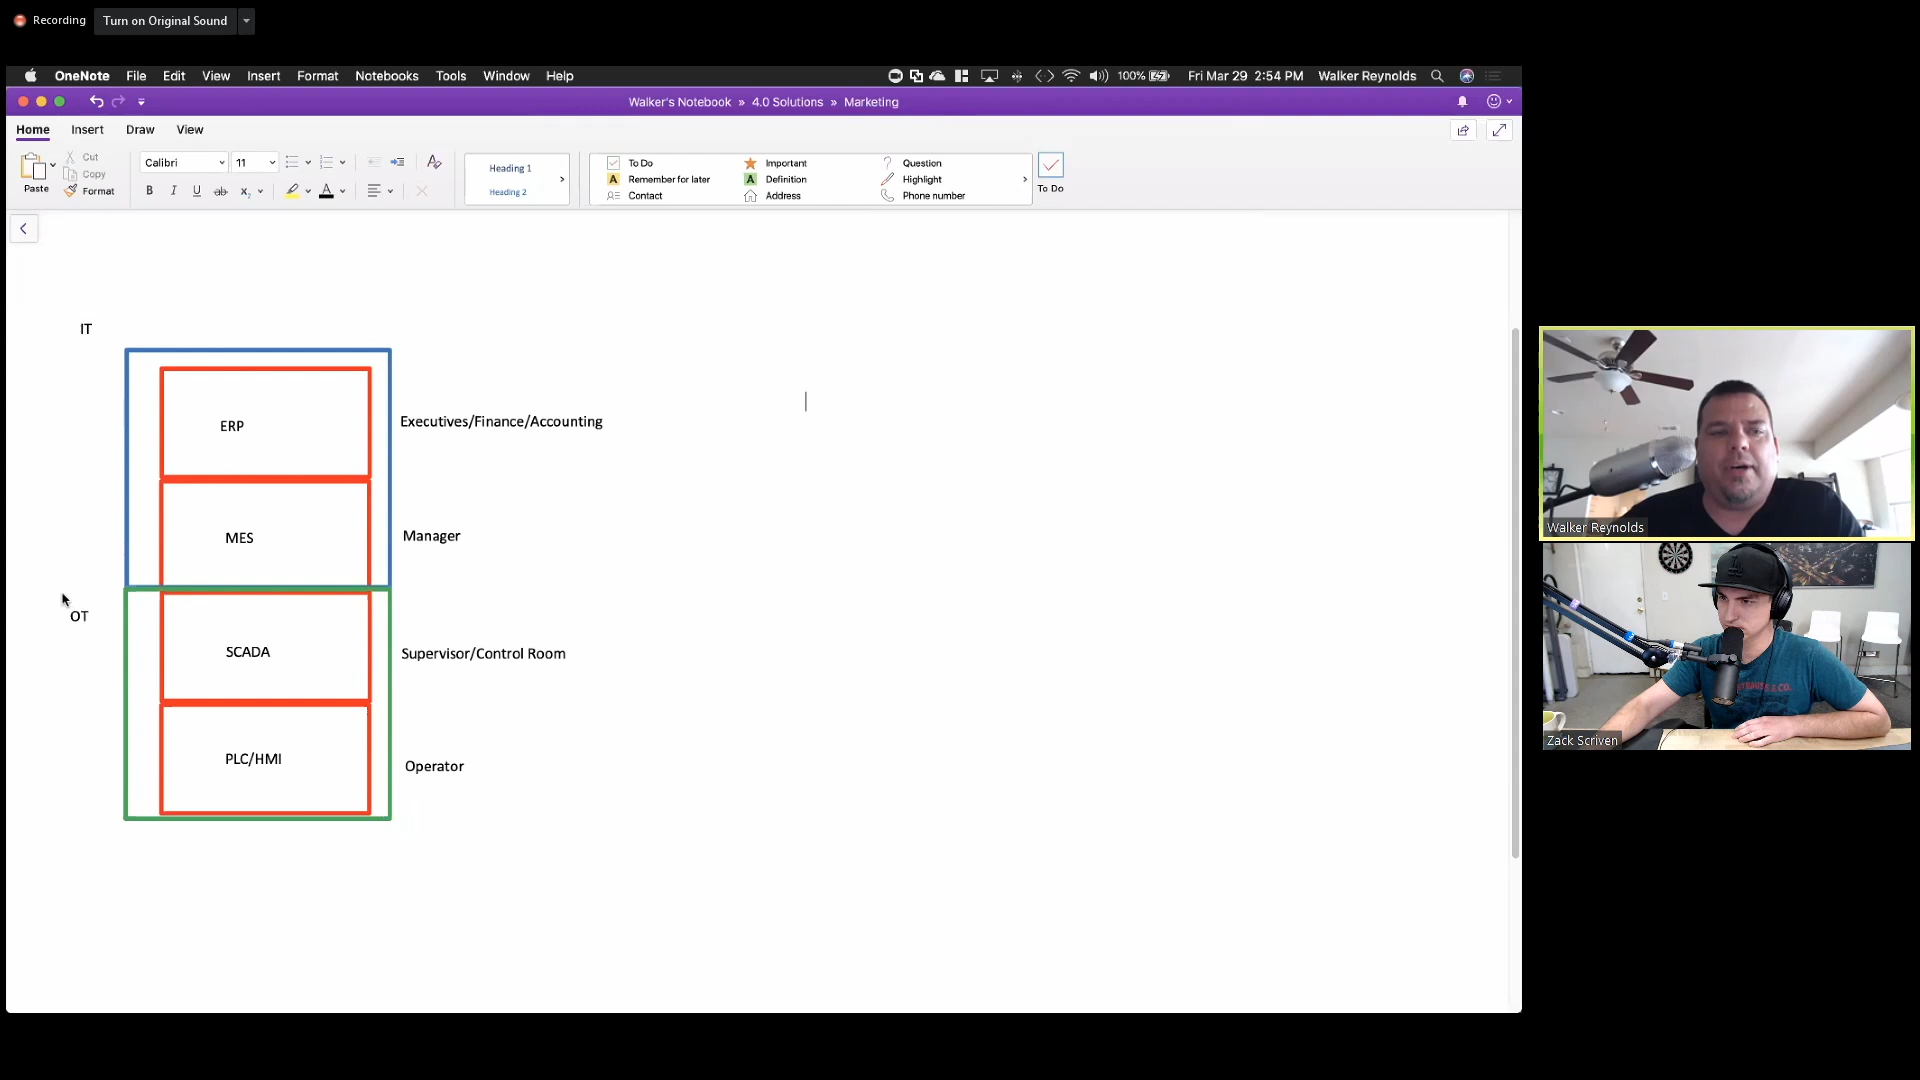 Recording
Turn on Original Sound
OneNote File Edit View Insert Format Notebooks Tools Window Help
100% Fri Mar 29 2:54 PM Walker Reynolds
Walker's Notebook » 4.0 Solutions » Marketing
Home Insert Draw View
Paste
Cut
Copy
Format
Calibri 11
B I U ab x₂ A
Heading 1
Heading 2
To Do Important Question
Remember for later Definition Highlight
Contact Address Phone number
To Do
IT
ERP Executives/Finance/Accounting
MES Manager
OT
SCADA Supervisor/Control Room
PLC/HMI Operator
Walker Reynolds
Zack Scriven